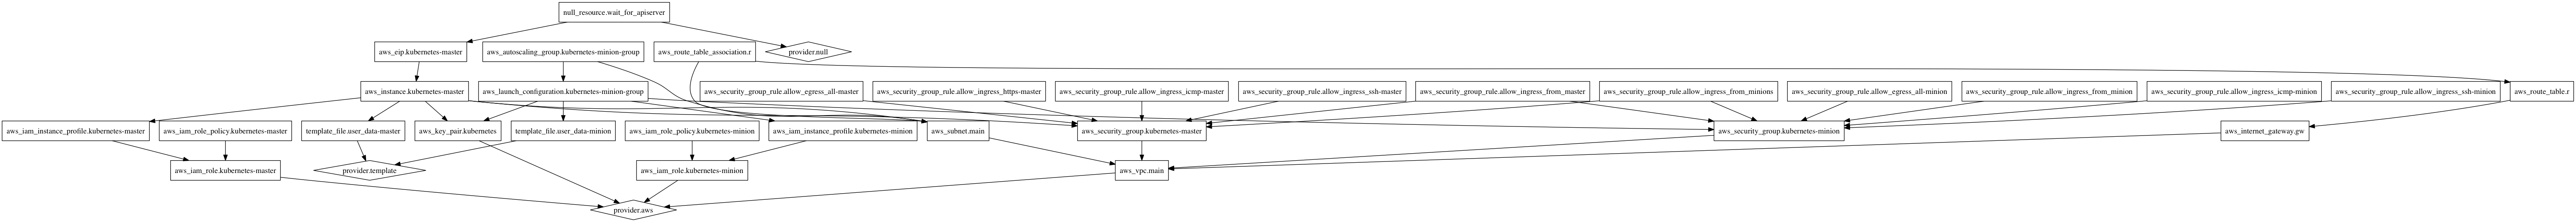 null_resource.wait_for_apiserver
aws_eip.kubernetes-master
aws_autoscaling_group.kubernetes-minion-group
aws_route_table_association.r
provider.null
aws_instance.kubernetes-master
aws_launch_configuration.kubernetes-minion-group
aws_security_group_rule.allow_egress_all-master
aws_security_group_rule.allow_ingress_https-master
aws_security_group_rule.allow_ingress_icmp-master
aws_security_group_rule.allow_ingress_ssh-master
aws_security_group_rule.allow_ingress_from_master
aws_security_group_rule.allow_ingress_from_minions
aws_security_group_rule.allow_egress_all-minion
aws_security_group_rule.allow_ingress_from_minion
aws_security_group_rule.allow_ingress_icmp-minion
aws_security_group_rule.allow_ingress_ssh-minion
aws_route_table.r
aws_iam_instance_profile.kubernetes-master
aws_iam_role_policy.kubernetes-master
template_file.user_data-master
aws_key_pair.kubernetes
template_file.user_data-minion
aws_iam_role_policy.kubernetes-minion
aws_iam_instance_profile.kubernetes-minion
aws_subnet.main
aws_security_group.kubernetes-master
aws_security_group.kubernetes-minion
aws_internet_gateway.gw
aws_iam_role.kubernetes-master
provider.template
aws_iam_role.kubernetes-minion
aws_vpc.main
provider.aws